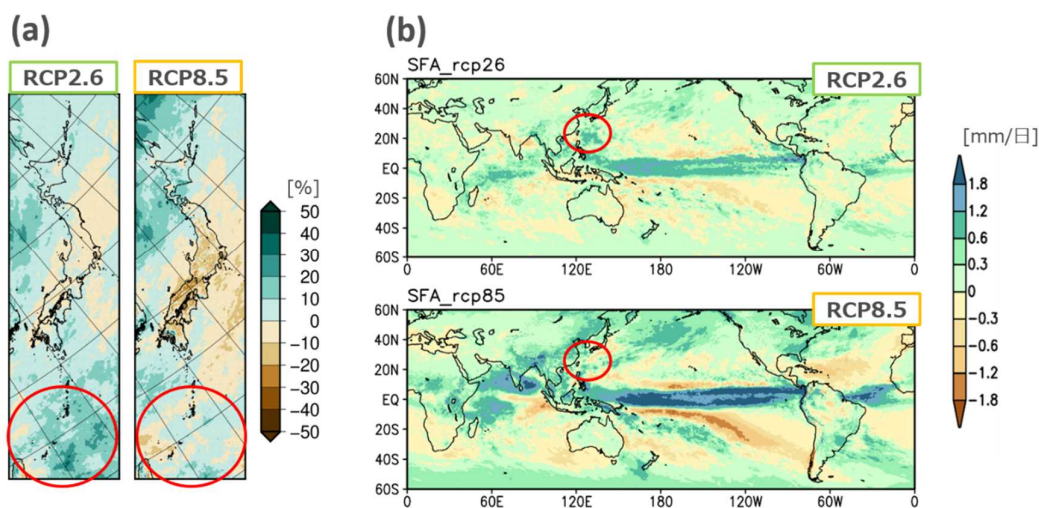 (a)
RCP2.6
RCP8.5
[%]
50
40
30
20
10
0
−10
−20
−30
−40
−50
(b)
SFA_rcp26
RCP2.6
60N
40N
20N
EQ
20S
40S
60S
0
60E
120E
180
120W
60W
0
SFA_rcp85
RCP8.5
60N
40N
20N
EQ
20S
40S
60S
0
60E
120E
180
120W
60W
0
[mm/日]
1.8
1.2
0.6
0.3
0
−0.3
−0.6
−1.2
−1.8